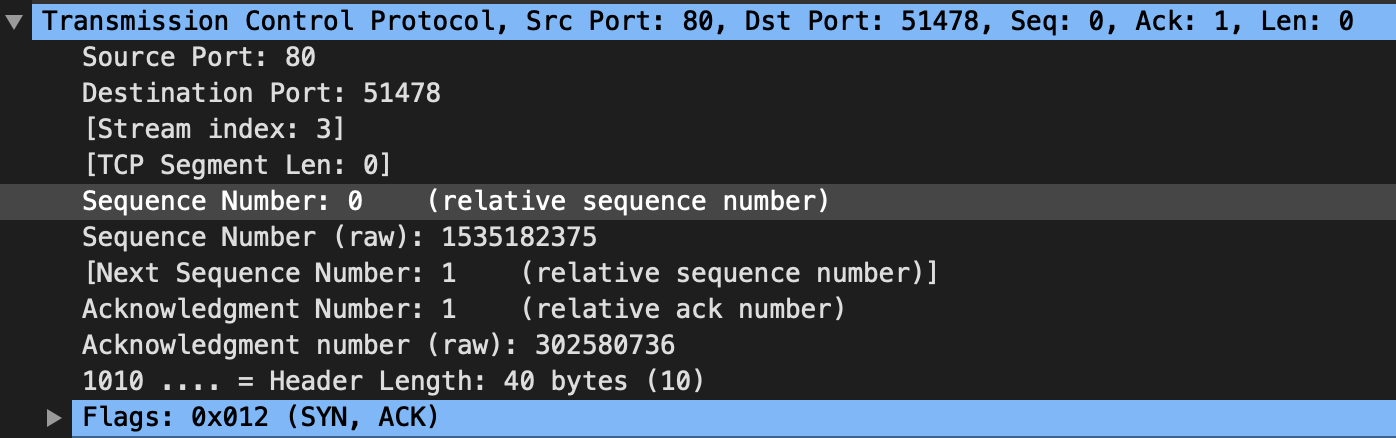 Transmission Control Protocol, Src Port: 80, Dst Port: 51478, Seq: 0, Ack: 1, Len: 0
Source Port: 80
Destination Port: 51478
[Stream index: 3]
[TCP Segment Len: 0]
Sequence Number: 0    (relative sequence number)
Sequence Number (raw): 1535182375
[Next Sequence Number: 1    (relative sequence number)]
Acknowledgment Number: 1    (relative ack number)
Acknowledgment number (raw): 302580736
1010 .... = Header Length: 40 bytes (10)
Flags: 0x012 (SYN, ACK)